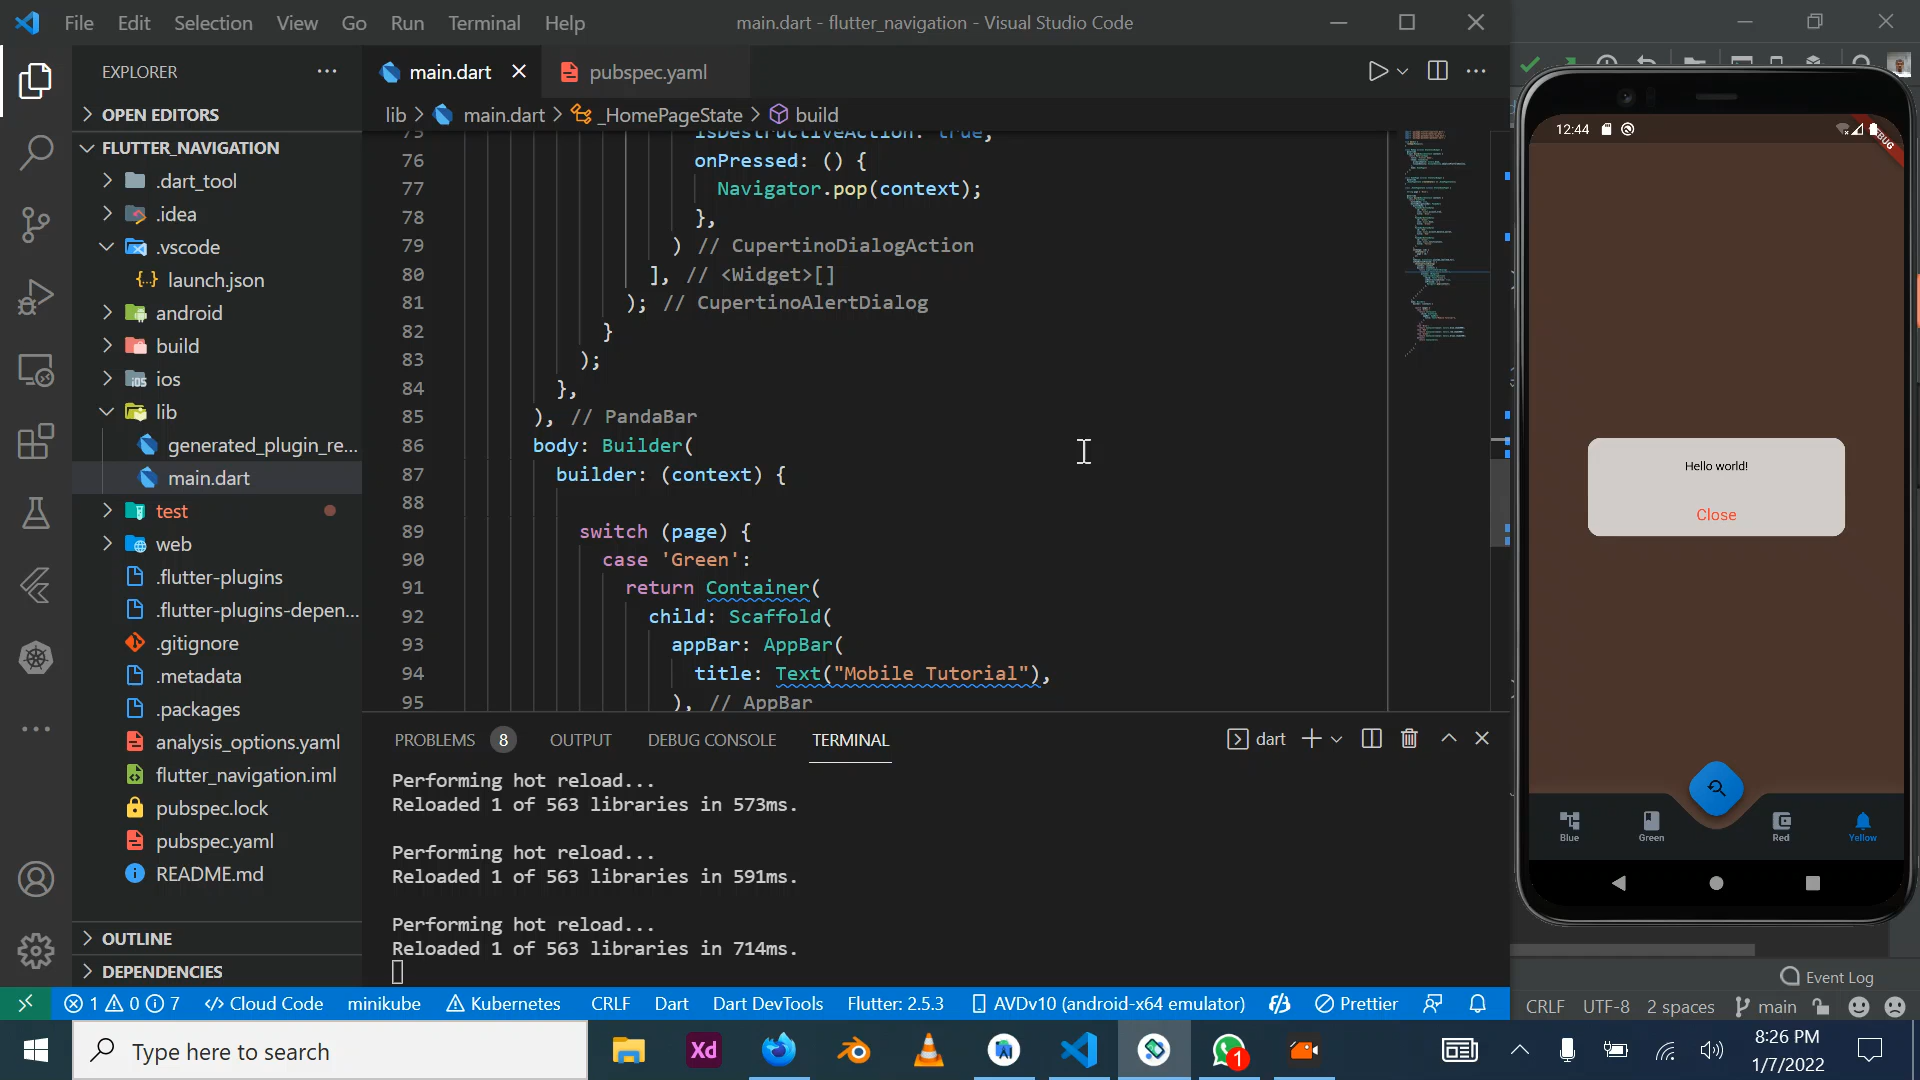 File Edit Selection View Go Run Terminal Help
main.dart - flutter_navigation - Visual Studio Code
EXPLORER
OPEN EDITORS
FLUTTER_NAVIGATION
.dart_tool
.idea
.vscode
launch.json
android
build
ios
lib
generated_plugin_re...
main.dart
test
web
.flutter-plugins
.flutter-plugins-depen...
.gitignore
.metadata
.packages
analysis_options.yaml
flutter_navigation.iml
pubspec.lock
pubspec.yaml
README.md
OUTLINE
DEPENDENCIES
main.dart
pubspec.yaml
lib > main.dart > _HomePageState > build
75 isDestructiveAction: true,
76 onPressed: () {
77 Navigator.pop(context);
78 },
79 ) // CupertinoDialogAction
80 ], // <Widget>[]
81 ); // CupertinoAlertDialog
82 }
83 );
84 },
85 ), // PandaBar
86 body: Builder(
87 builder: (context) {
88
89 switch (page) {
90 case 'Green':
91 return Container(
92 child: Scaffold(
93 appBar: AppBar(
94 title: Text("Mobile Tutorial"),
95 ), // AppBar
PROBLEMS 8 OUTPUT DEBUG CONSOLE TERMINAL
dart
Performing hot reload...
Reloaded 1 of 563 libraries in 573ms.
Performing hot reload...
Reloaded 1 of 563 libraries in 591ms.
Performing hot reload...
Reloaded 1 of 563 libraries in 714ms.
1 0 7 Cloud Code minikube Kubernetes CRLF Dart Dart DevTools Flutter: 2.5.3 AVDv10 (android-x64 emulator) Prettier
12:44
Hello world!
Close
Blue Green Red Yellow
Event Log
CRLF UTF-8 2 spaces main
Type here to search
Xd
1
8:26 PM
1/7/2022